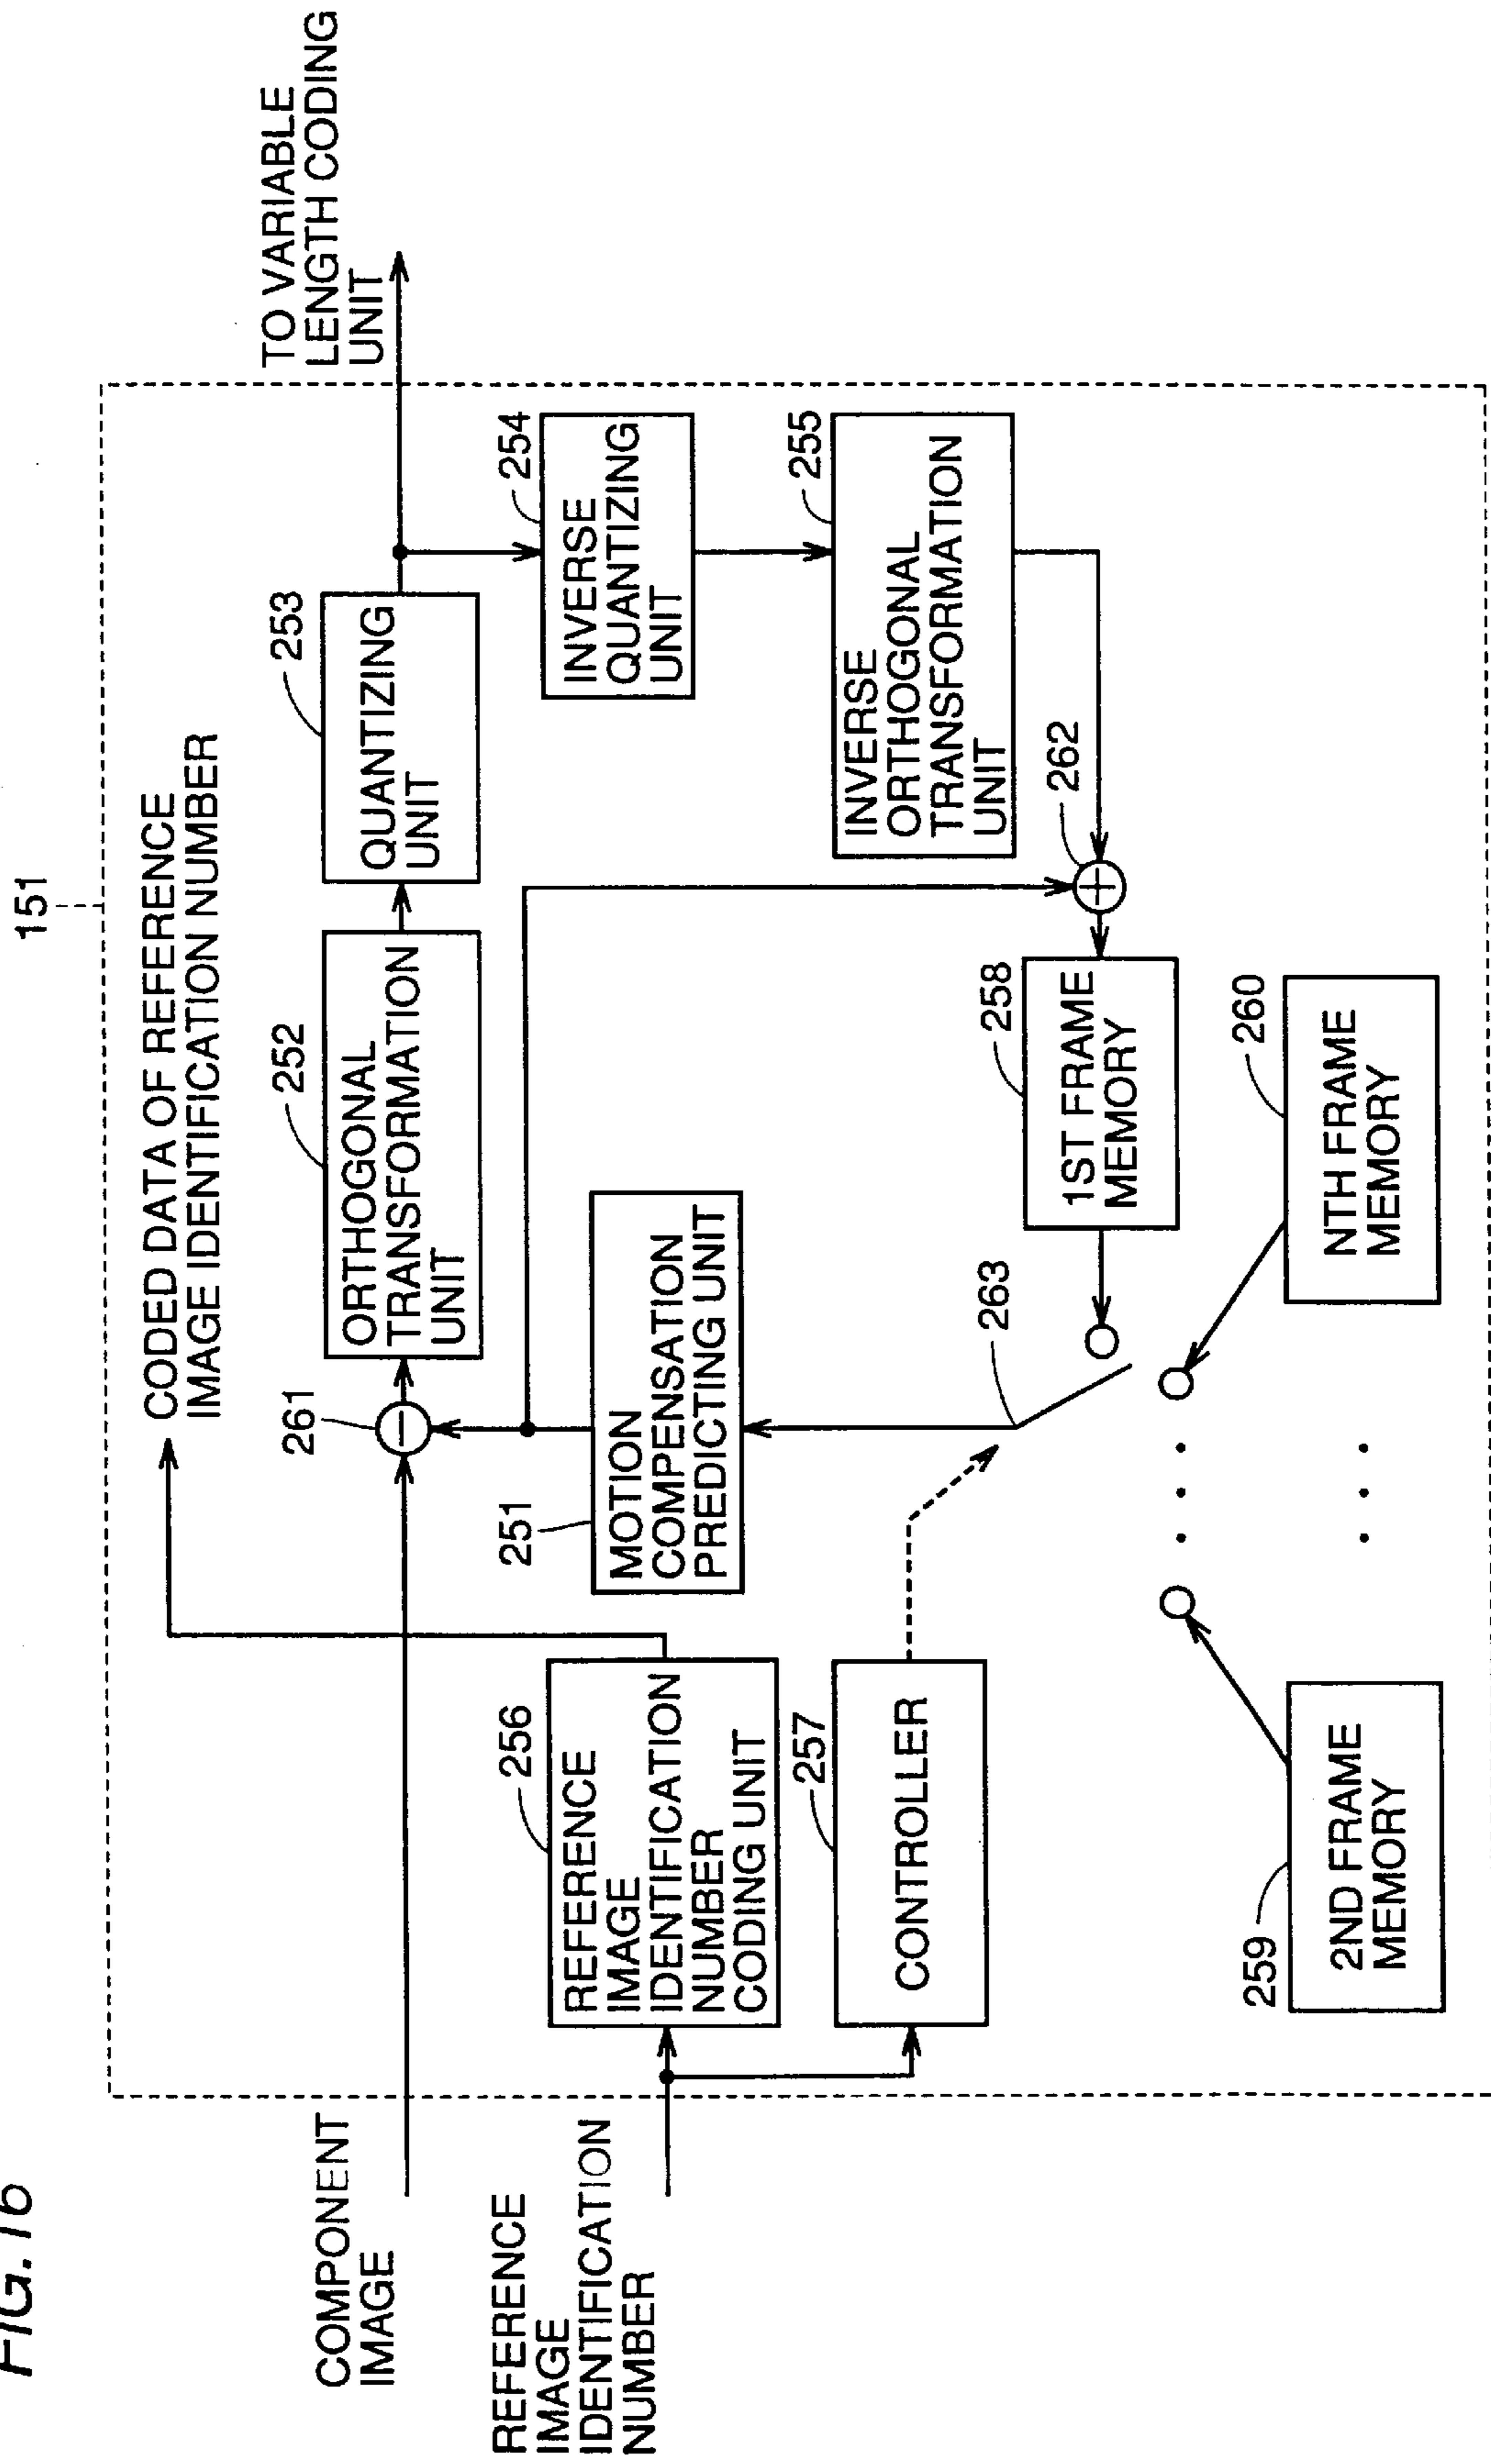 FIG.16
151
COMPONENT
IMAGE
REFERENCE
IMAGE
IDENTIFICATION
NUMBER
CODED DATA OF REFERENCE
IMAGE IDENTIFICATION NUMBER
TO VARIABLE
LENGTH CODING
UNIT
261
252
ORTHOGONAL
TRANSFORMATION
UNIT
253
QUANTIZING
UNIT
254
INVERSE
QUANTIZING
UNIT
256
REFERENCE
IMAGE
IDENTIFICATION
NUMBER
CODING UNIT
251
MOTION
COMPENSATION
PREDICTING UNIT
255
INVERSE
ORTHOGONAL
TRANSFORMATION
UNIT
257
CONTROLLER
263
262
258
1ST FRAME
MEMORY
259
2ND FRAME
MEMORY
260
NTH FRAME
MEMORY